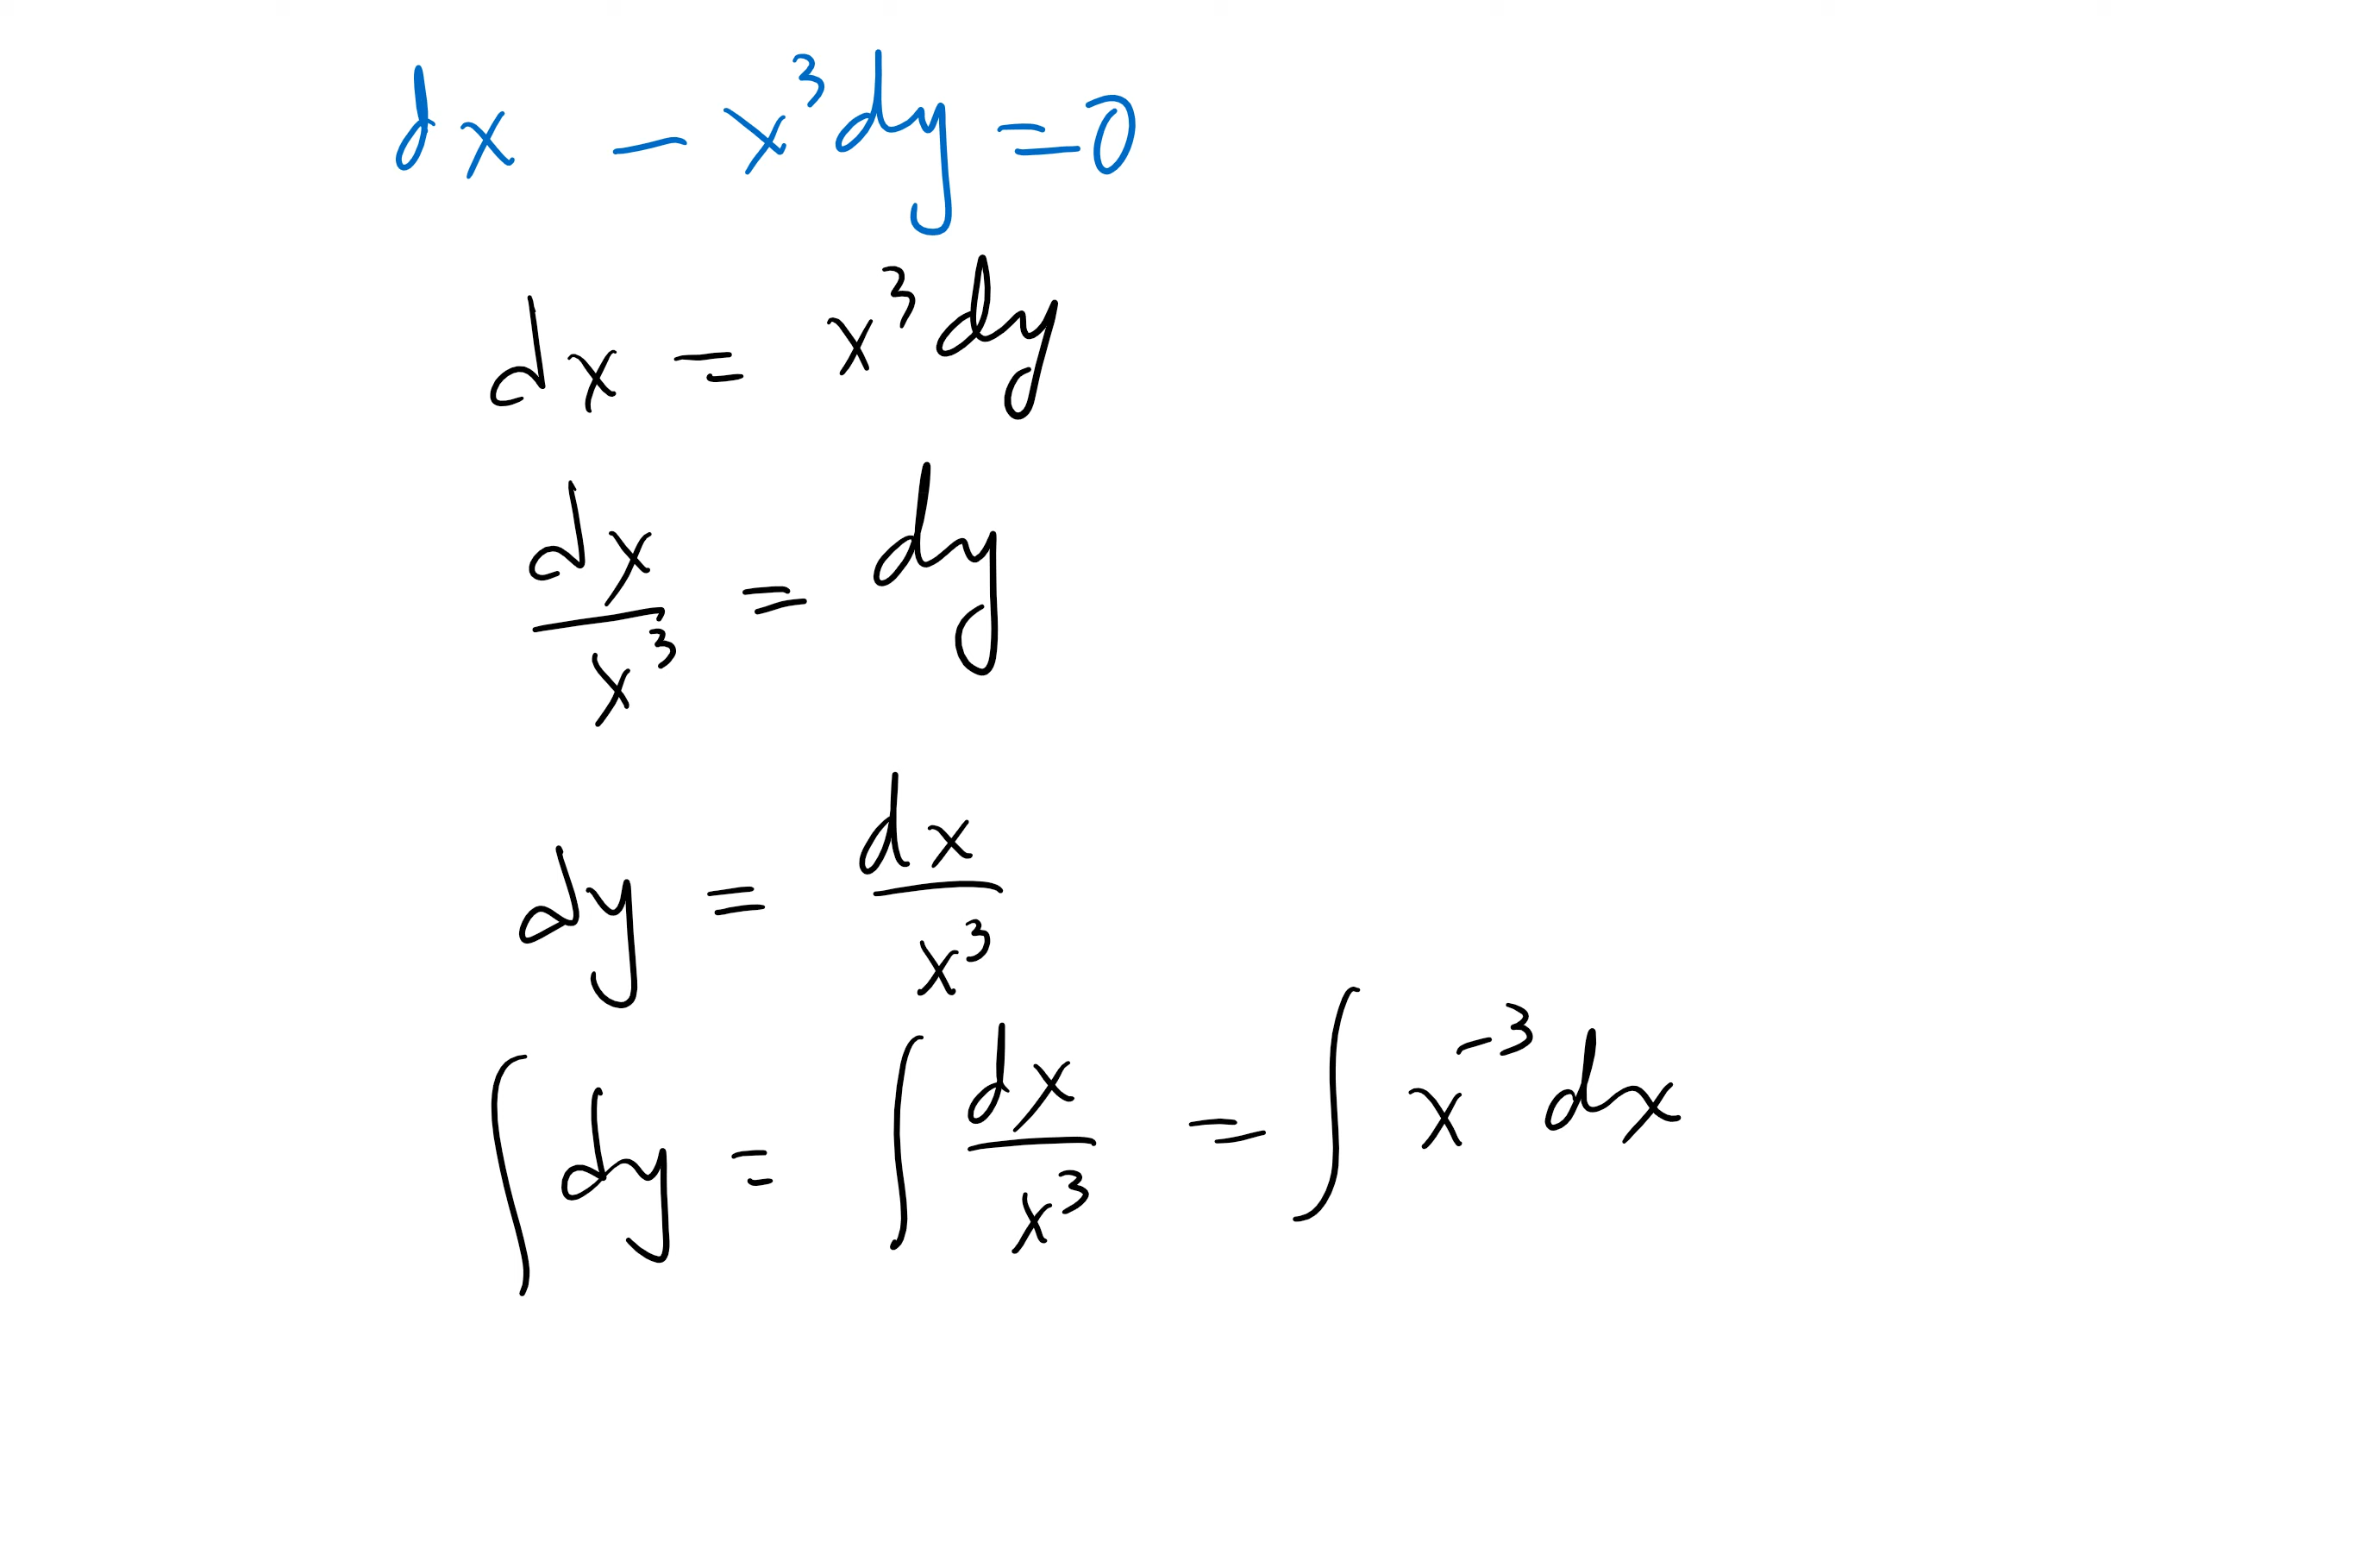 dx − x³dy = 0
dx = x³dy
dx/x³ = dy
dy = dx/x³
∫dy = ∫dx/x³ = ∫x⁻³dx